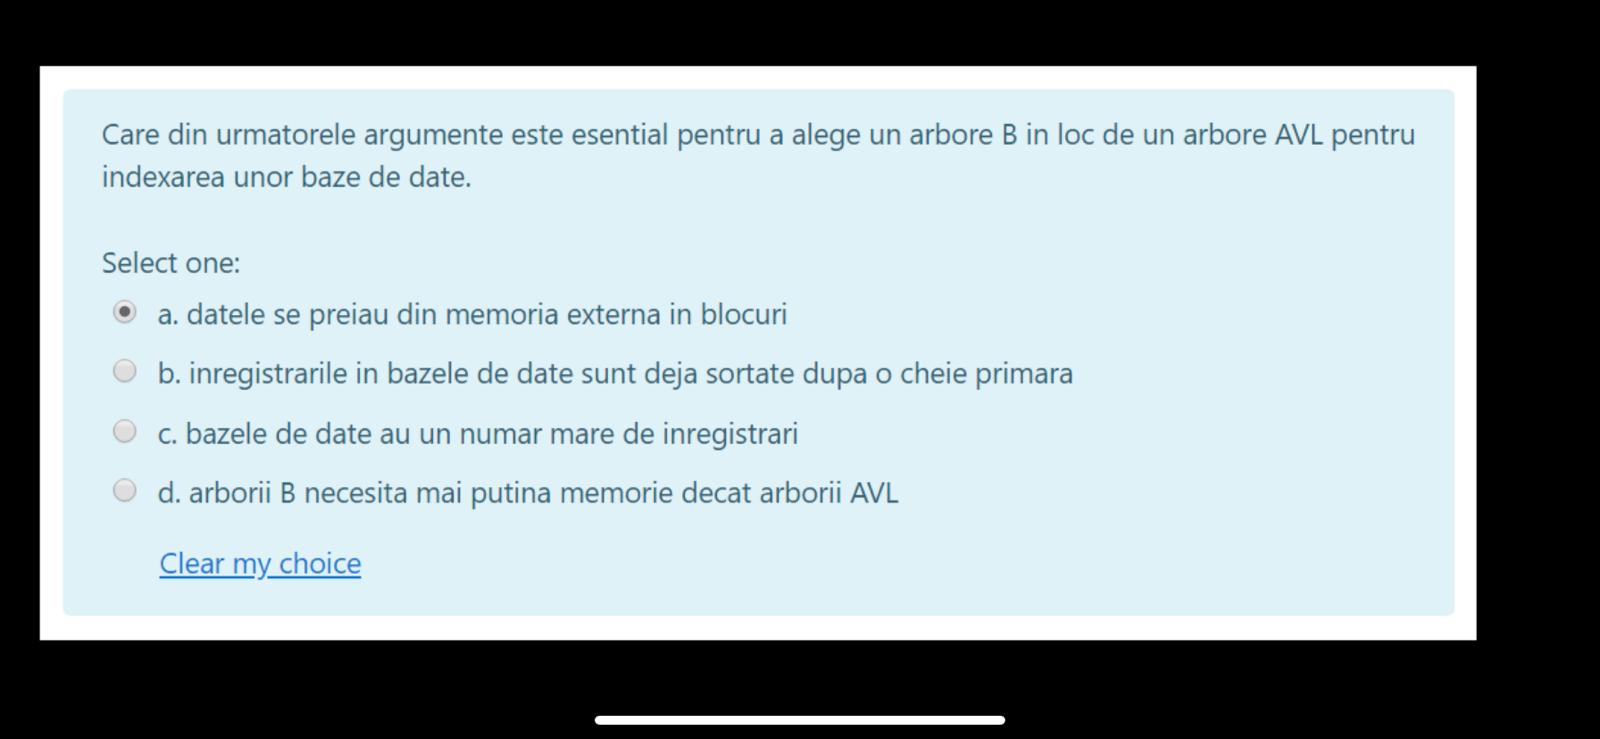 Care din urmatorele argumente este esential pentru a alege un arbore B in loc de un arbore AVL pentru
indexarea unor baze de date.
Select one:
a. datele se preiau din memoria externa in blocuri
b. inregistrarile in bazele de date sunt deja sortate dupa o cheie primara
c. bazele de date au un numar mare de inregistrari
d. arborii B necesita mai putina memorie decat arborii AVL
Clear my choice